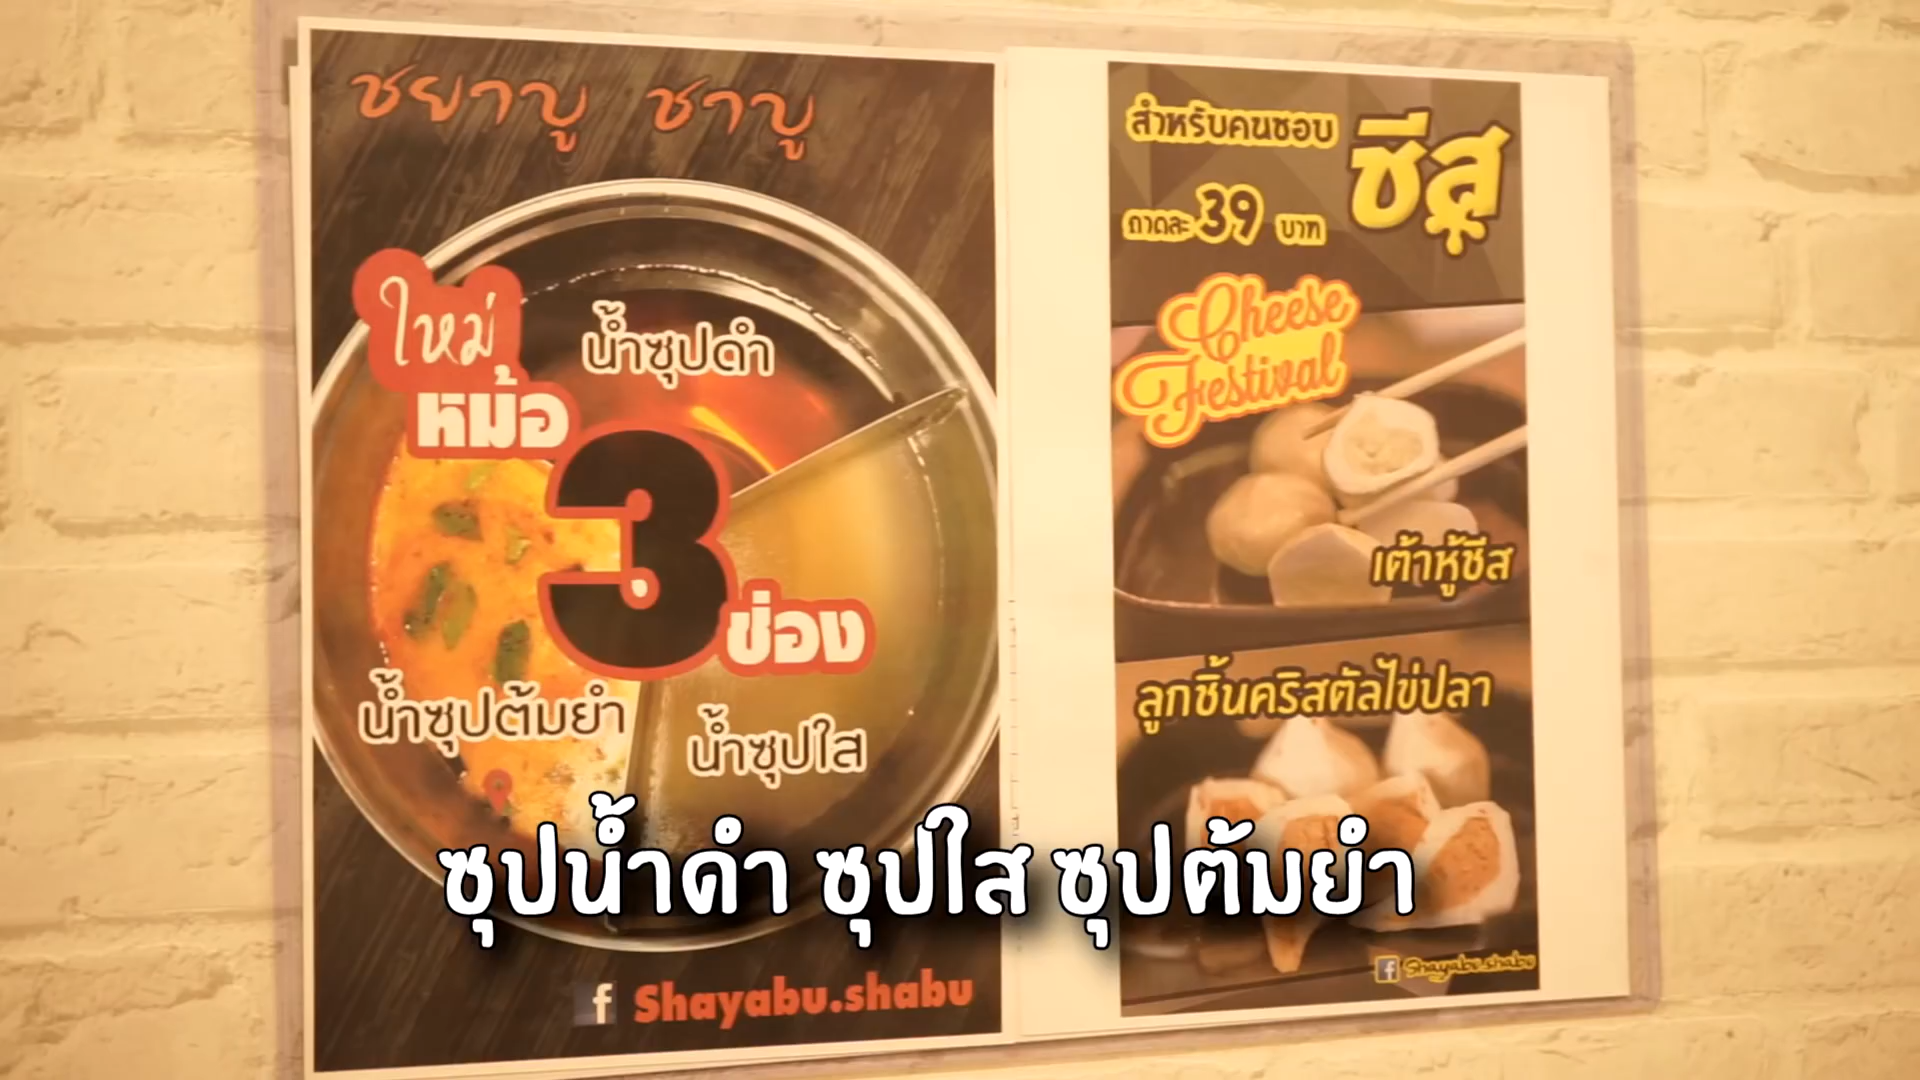 ชยาบู ชาบู
ใหม่
หม้อ
3
ช่อง
น้ำซุปดำ
น้ำซุปต้มยำ
น้ำซุปใส
Shayabu.shabu
สำหรับคนชอบ
ชีส
ถาดละ 39 บาท
Cheese
Festival
เต้าหู้ชีส
ลูกชิ้นคริสตัลไข่ปลา
Shayabu.shabu
ซุปน้ำดำ ซุปใส ซุปต้มยำ